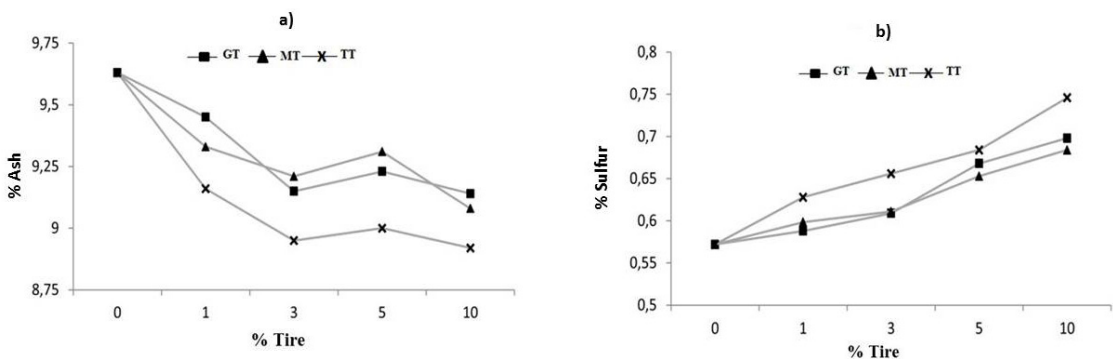 a)
9,75
9,5
9,25
9
8,75
% Ash
GT MT TT
0 1 3 5 10
% Tire
b)
0,8
0,75
0,7
0,65
0,6
0,55
0,5
% Sulfur
GT MT TT
0 1 3 5 10
% Tire